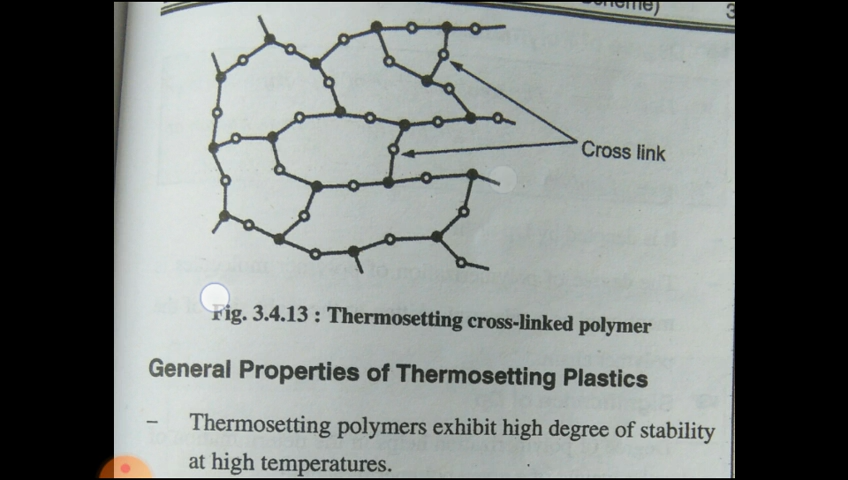 Cross link
Fig. 3.4.13 : Thermosetting cross-linked polymer
General Properties of Thermosetting Plastics
– Thermosetting polymers exhibit high degree of stability
at high temperatures.